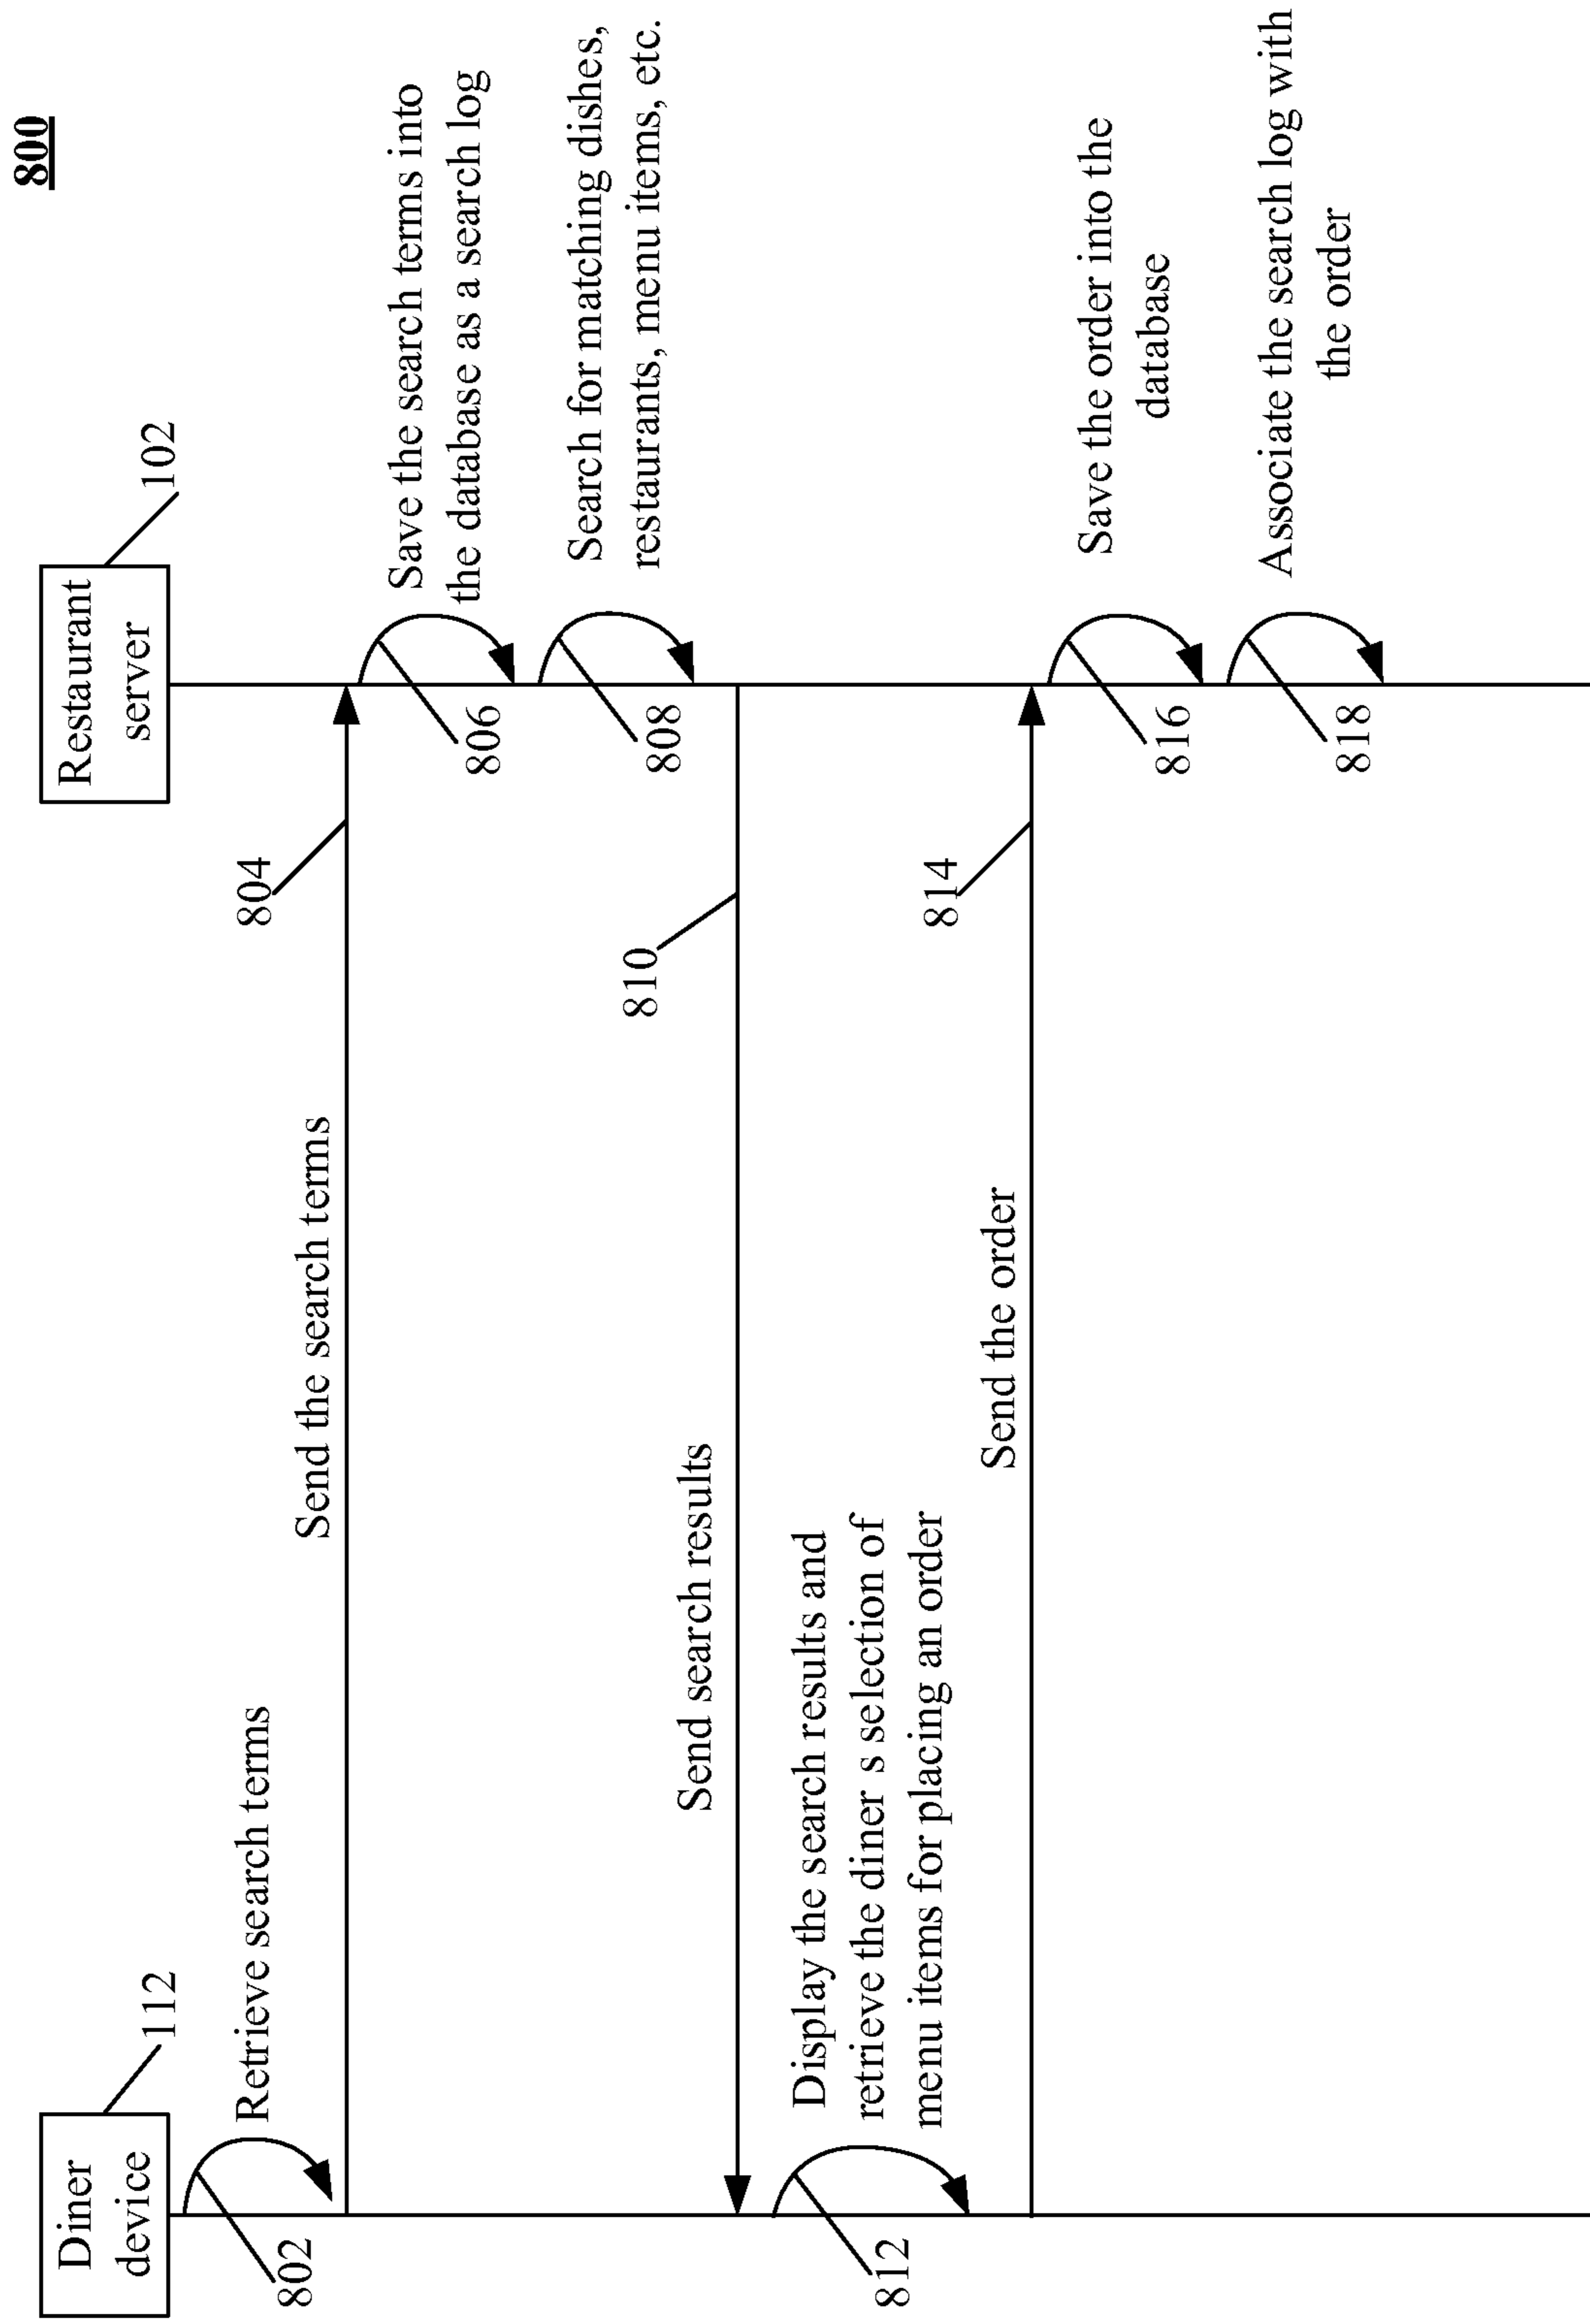 800
Diner
device
112
Restaurant
server
102
802
Retrieve search terms
Send the search terms
804
806
Save the search terms into
the database as a search log
808
Search for matching dishes,
restaurants, menu items, etc.
Send search results
810
812
Display the search results and
retrieve the diner s selection of
menu items for placing an order
Send the order
814
816
Save the order into the
database
818
Associate the search log with
the order